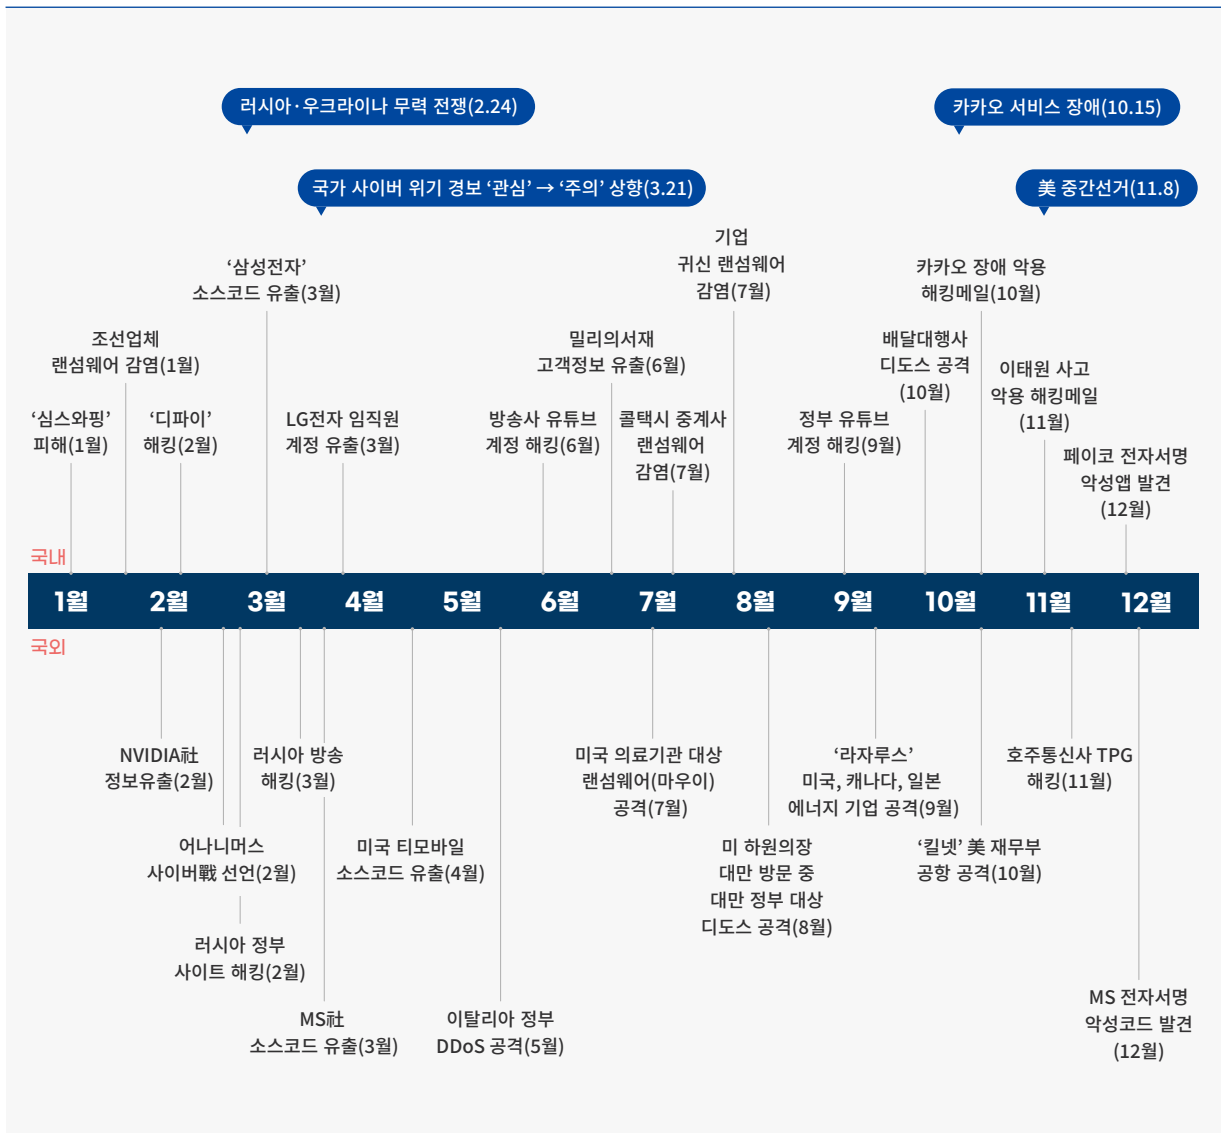 러시아·우크라이나 무력 전쟁(2.24)
카카오 서비스 장애(10.15)
국가 사이버 위기 경보 ‘관심’ → ‘주의’ 상향(3.21)
美 중간선거(11.8)
‘심스와핑’
피해(1월)
조선업체
랜섬웨어 감염(1월)
‘디파이’
해킹(2월)
‘삼성전자’
소스코드 유출(3월)
LG전자 임직원
계정 유출(3월)
방송사 유튜브
계정 해킹(6월)
밀리의서재
고객정보 유출(6월)
콜택시 중계사
랜섬웨어
감염(7월)
기업
귀신 랜섬웨어
감염(7월)
정부 유튜브
계정 해킹(9월)
배달대행사
디도스 공격
(10월)
카카오 장애 악용
해킹메일(10월)
이태원 사고
악용 해킹메일
(11월)
페이코 전자서명
악성앱 발견
(12월)
국내
1월 2월 3월 4월 5월 6월 7월 8월 9월 10월 11월 12월
국외
NVIDIA社
정보유출(2월)
어나니머스
사이버戰 선언(2월)
러시아 정부
사이트 해킹(2월)
러시아 방송
해킹(3월)
MS社
소스코드 유출(3월)
미국 티모바일
소스코드 유출(4월)
이탈리아 정부
DDoS 공격(5월)
미국 의료기관 대상
랜섬웨어(마우이)
공격(7월)
미 하원의장
대만 방문 중
대만 정부 대상
디도스 공격(8월)
‘라자루스’
미국, 캐나다, 일본
에너지 기업 공격(9월)
‘킬넷’ 美 재무부
공항 공격(10월)
호주통신사 TPG
해킹(11월)
MS 전자서명
악성코드 발견
(12월)